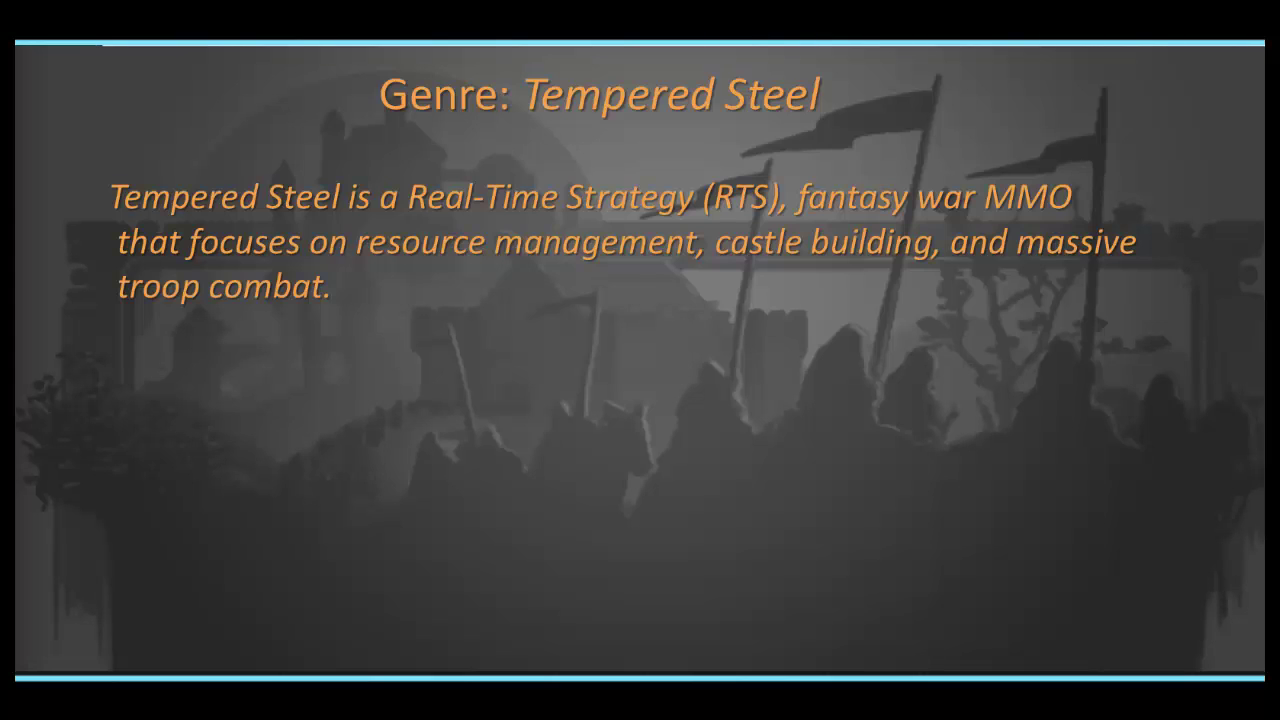 Genre: Tempered Steel
Tempered Steel is a Real-Time Strategy (RTS), fantasy war MMO
that focuses on resource management, castle building, and massive
troop combat.